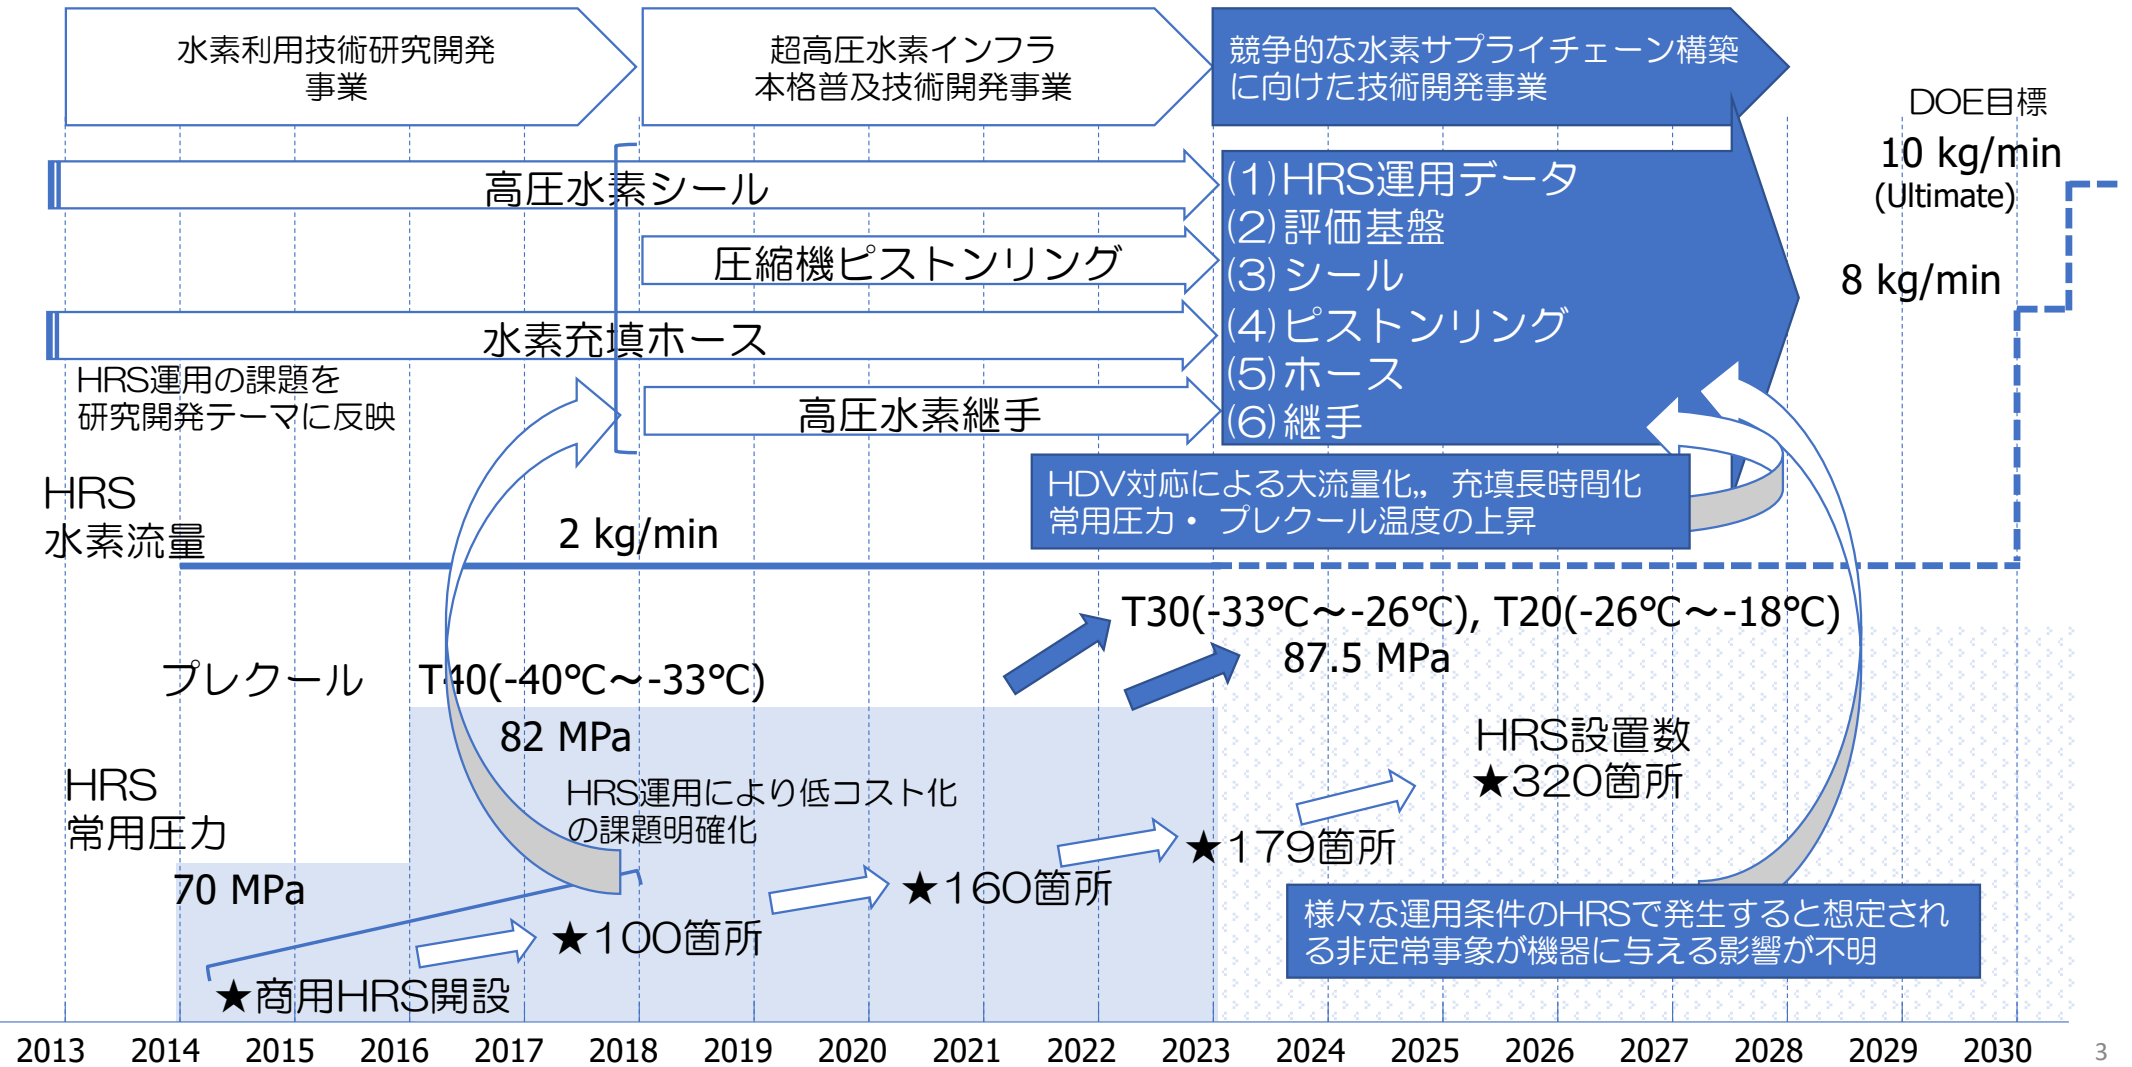 水素利用技術研究開発
事業
超高圧水素インフラ
本格普及技術開発事業
競争的な水素サプライチェーン構築
に向けた技術開発事業
DOE目標
10 kg/min
(Ultimate)
8 kg/min
高圧水素シール
圧縮機ピストンリング
水素充填ホース
高圧水素継手
(1)HRS運用データ
(2)評価基盤
(3)シール
(4)ピストンリング
(5)ホース
(6)継手
HRS運用の課題を
研究開発テーマに反映
HDV対応による大流量化,, 充填長時間化
常用圧力・ プレクール温度の上昇
HRS
水素流量
2 kg/min
T30(-33℃～-26℃), T20(-26℃～-18℃)
87.5 MPa
プレクール
T40(-40℃～-33℃)
82 MPa
HRS
常用圧力
70 MPa
HRS運用により低コスト化
の課題明確化
HRS設置数
★320箇所
★179箇所
★160箇所
★100箇所
★商用HRS開設
様々な運用条件のHRSで発生すると想定され
る非定常事象が機器に与える影響が不明
2013 2014 2015 2016 2017 2018 2019 2020 2021 2022 2023 2024 2025 2026 2027 2028 2029 2030
3